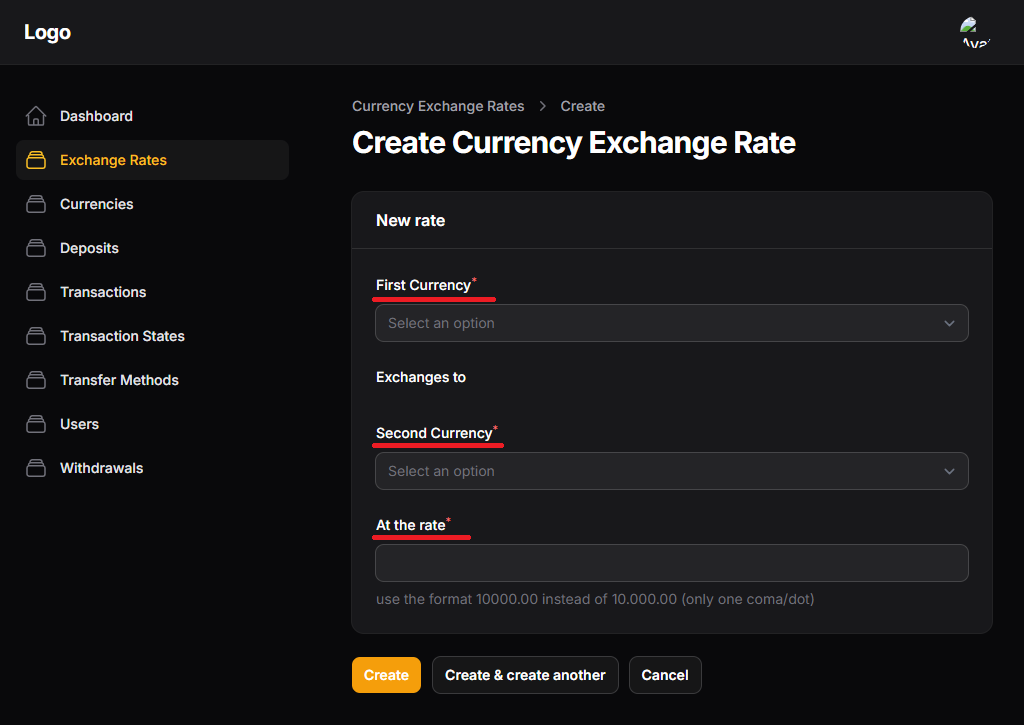 Logo
Ava
Dashboard
Exchange Rates
Currencies
Deposits
Transactions
Transaction States
Transfer Methods
Users
Withdrawals
Currency Exchange Rates > Create
Create Currency Exchange Rate
New rate
First Currency*
Select an option
Exchanges to
Second Currency*
Select an option
At the rate*
use the format 10000.00 instead of 10.000.00 (only one coma/dot)
Create
Create & create another
Cancel